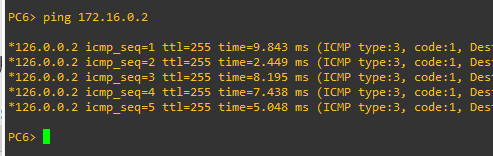 PC6> ping 172.16.0.2
*126.0.0.2 icmp_seq=1 ttl=255 time=9.843 ms (ICMP type:3, code:1, Des
*126.0.0.2 icmp_seq=2 ttl=255 time=2.449 ms (ICMP type:3, code:1, Des
*126.0.0.2 icmp_seq=3 ttl=255 time=8.195 ms (ICMP type:3, code:1, Des
*126.0.0.2 icmp_seq=4 ttl=255 time=7.438 ms (ICMP type:3, code:1, Des
*126.0.0.2 icmp_seq=5 ttl=255 time=5.048 ms (ICMP type:3, code:1, Des
PC6>